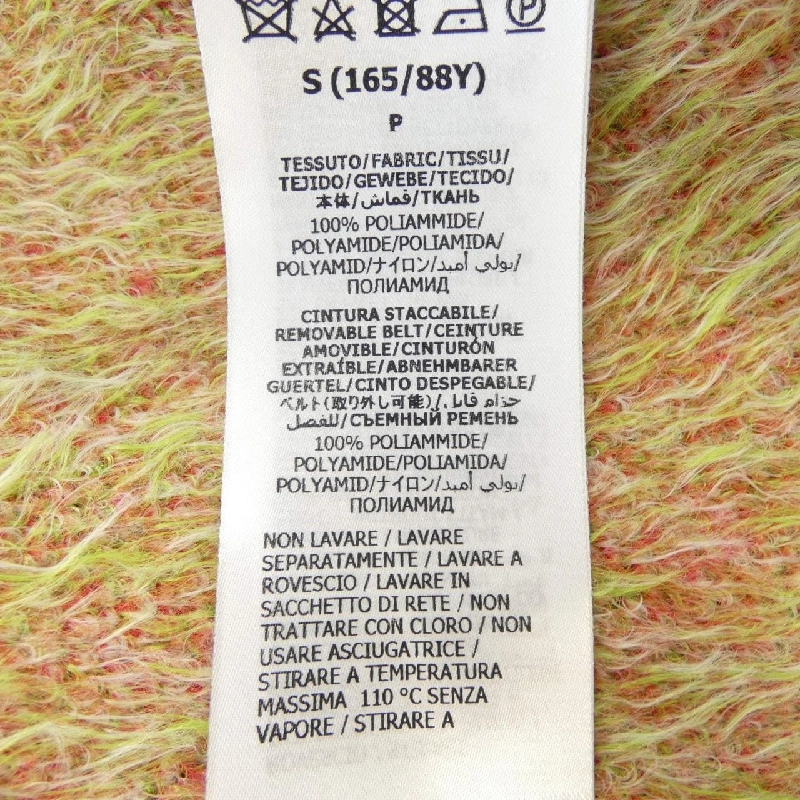 P
S (165/88Y)
P
TESSUTO/FABRIC/TISSU/
TEJIDO/GEWEBE/TECIDO/
本体/قماش/ТКАНЬ
100% POLIAMMIDE/
POLYAMIDE/POLIAMIDA/
POLYAMID/ナイロン/بولي أميد/
ПОЛИАМИД
CINTURA STACCABILE/
REMOVABLE BELT/CEINTURE
AMOVIBLE/CINTURÓN
EXTRAÍBLE/ABNEHMBARER
GUERTEL/CINTO DESPEGABLE/
ベルト(取り外し可能)/حزام قابل
للفصل/СЪЕМНЫЙ РЕМЕНЬ
100% POLIAMMIDE/
POLYAMIDE/POLIAMIDA/
POLYAMID/ナイロン/بولي أميد/
ПОЛИАМИД
NON LAVARE / LAVARE
SEPARATAMENTE / LAVARE A
ROVESCIO / LAVARE IN
SACCHETTO DI RETE / NON
TRATTARE CON CLORO / NON
USARE ASCIUGATRICE /
STIRARE A TEMPERATURA
MASSIMA 110 °C SENZA
VAPORE / STIRARE A